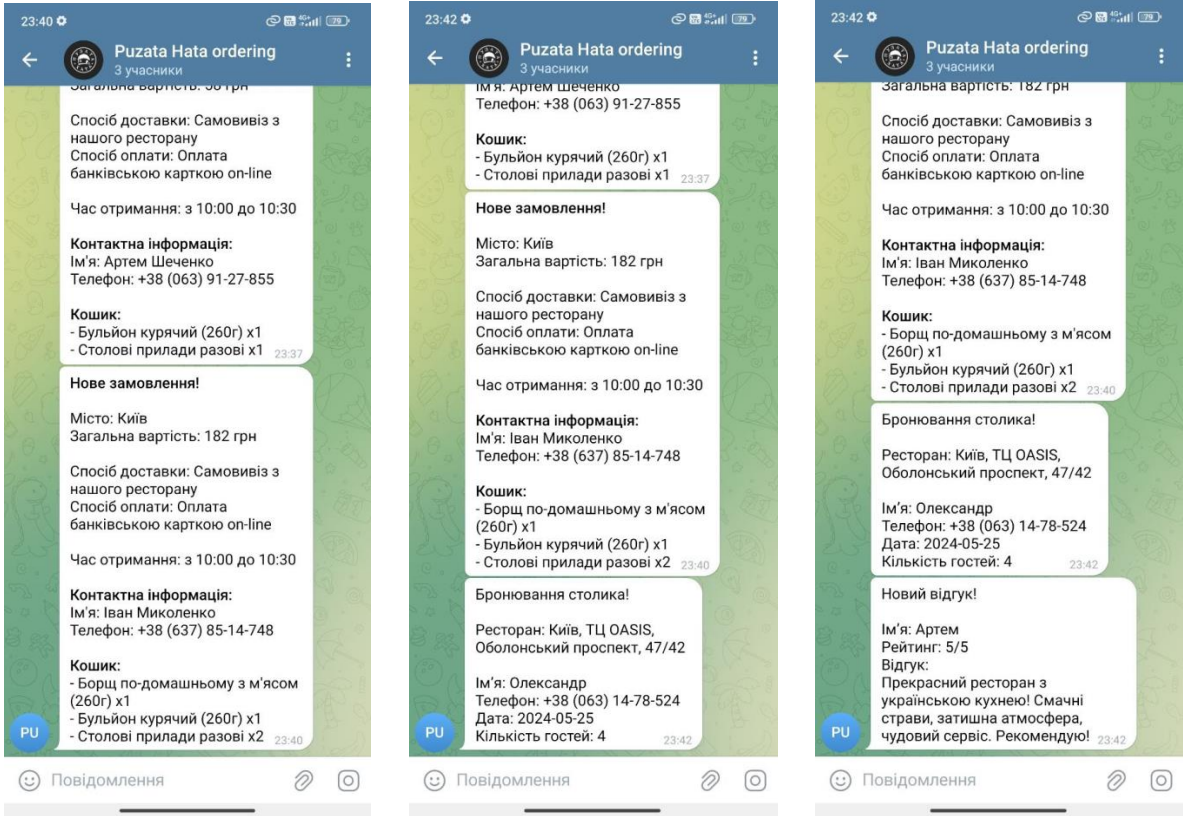 23:40
79
Puzata Hata ordering
3 учасники
Загальна вартість: 56 грн
Спосіб доставки: Самовивіз з
нашого ресторану
Спосіб оплати: Оплата
банківською карткою on-line
Час отримання: з 10:00 до 10:30
Контактна інформація:
Ім'я: Артем Шеченко
Телефон: +38 (063) 91-27-855
Кошик:
- Бульйон курячий (260г) x1
- Столові прилади разові x1 23:37
Нове замовлення!
Місто: Київ
Загальна вартість: 182 грн
Спосіб доставки: Самовивіз з
нашого ресторану
Спосіб оплати: Оплата
банківською карткою on-line
Час отримання: з 10:00 до 10:30
Контактна інформація:
Ім'я: Іван Миколенко
Телефон: +38 (637) 85-14-748
Кошик:
- Борщ по-домашньому з м'ясом
(260г) x1
- Бульйон курячий (260г) x1
- Столові прилади разові x2 23:40
PU
Повідомлення
23:42
4G+ 79
Puzata Hata ordering
3 учасники
Ім'я: Артем Шеченко
Телефон: +38 (063) 91-27-855
Кошик:
- Бульйон курячий (260г) x1
- Столові прилади разові x1 23:37
Нове замовлення!
Місто: Київ
Загальна вартість: 182 грн
Спосіб доставки: Самовивіз з
нашого ресторану
Спосіб оплати: Оплата
банківською карткою on-line
Час отримання: з 10:00 до 10:30
Контактна інформація:
Ім'я: Іван Миколенко
Телефон: +38 (637) 85-14-748
Кошик:
- Борщ по-домашньому з м'ясом
(260г) x1
- Бульйон курячий (260г) x1
- Столові прилади разові x2 23:40
Бронювання столика!
Ресторан: Київ, ТЦ OASIS,
Оболонський проспект, 47/42
Ім’я: Олександр
Телефон: +38 (063) 14-78-524
Дата: 2024-05-25
Кількість гостей: 4 23:42
PU
Повідомлення
23:42
4G+ 79
Puzata Hata ordering
3 учасники
Загальна вартість: 182 грн
Спосіб доставки: Самовивіз з
нашого ресторану
Спосіб оплати: Оплата
банківською карткою on-line
Час отримання: з 10:00 до 10:30
Контактна інформація:
Ім'я: Іван Миколенко
Телефон: +38 (637) 85-14-748
Кошик:
- Борщ по-домашньому з м'ясом
(260г) x1
- Бульйон курячий (260г) x1
- Столові прилади разові x2 23:40
Бронювання столика!
Ресторан: Київ, ТЦ OASIS,
Оболонський проспект, 47/42
Ім’я: Олександр
Телефон: +38 (063) 14-78-524
Дата: 2024-05-25
Кількість гостей: 4 23:42
Новий відгук!
Ім’я: Артем
Рейтинг: 5/5
Відгук:
Прекрасний ресторан з
українською кухнею! Смачні
страви, затишна атмосфера,
чудовий сервіс. Рекомендую! 23:42
PU
Повідомлення